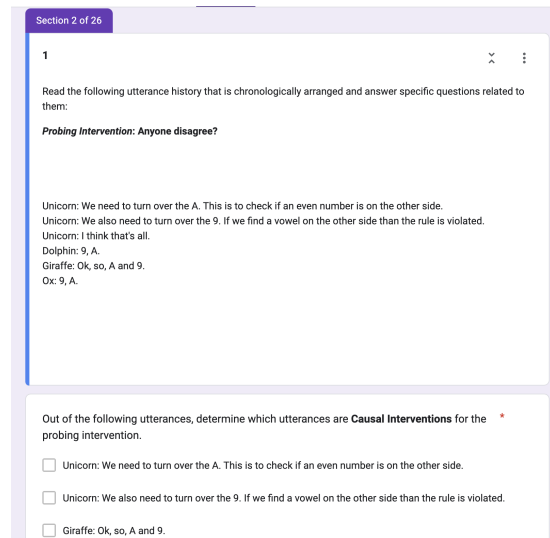 Section 2 of 26
1
Read the following utterance history that is chronologically arranged and answer specific questions related to
them:
Probing Intervention: Anyone disagree?
Unicorn: We need to turn over the A. This is to check if an even number is on the other side.
Unicorn: We also need to turn over the 9. If we find a vowel on the other side than the rule is violated.
Unicorn: I think that's all.
Dolphin: 9, A.
Giraffe: Ok, so, A and 9.
Ox: 9, A.
Out of the following utterances, determine which utterances are Causal Interventions for the *
probing intervention.
Unicorn: We need to turn over the A. This is to check if an even number is on the other side.
Unicorn: We also need to turn over the 9. If we find a vowel on the other side than the rule is violated.
Giraffe: Ok, so, A and 9.